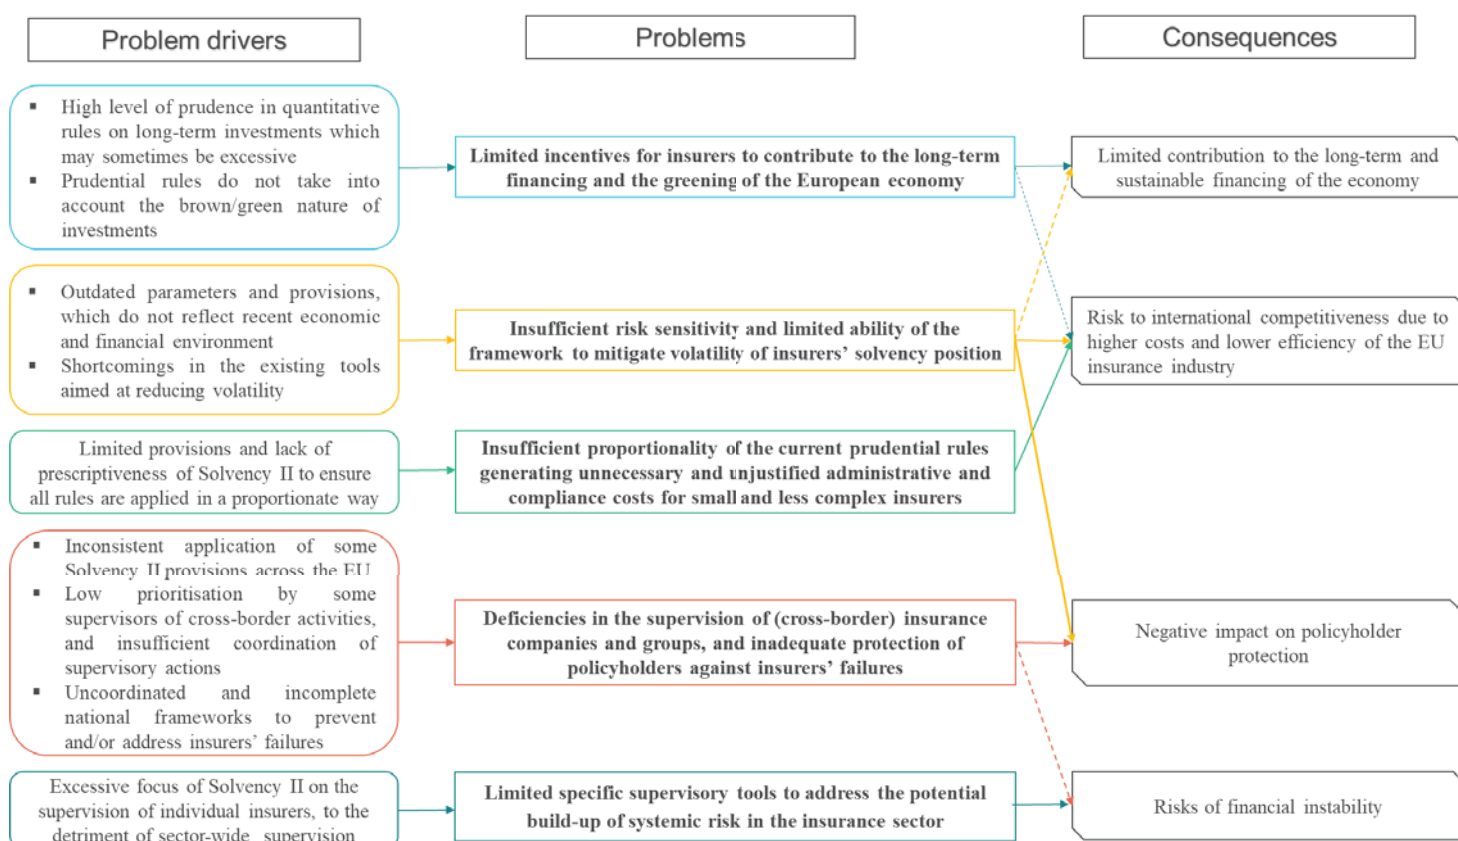 Problem drivers
Problems
Consequences
▪ High level of prudence in quantitative
rules on long-term investments which
may sometimes be excessive
▪ Prudential rules do not take into
account the brown/green nature of
investments
Limited incentives for insurers to contribute to the long-term
financing and the greening of the European economy
Limited contribution to the long-term and
sustainable financing of the economy
▪ Outdated parameters and provisions,
which do not reflect recent economic
and financial environment
▪ Shortcomings in the existing tools
aimed at reducing volatility
Insufficient risk sensitivity and limited ability of the
framework to mitigate volatility of insurers’ solvency position
Risk to international competitiveness due to
higher costs and lower efficiency of the EU
insurance industry
Limited provisions and lack of
prescriptiveness of Solvency II to ensure
all rules are applied in a proportionate way
Insufficient proportionality of the current prudential rules
generating unnecessary and unjustified administrative and
compliance costs for small and less complex insurers
▪ Inconsistent application of some
Solvency II provisions across the EU
▪ Low prioritisation by some
supervisors of cross-border activities,
and insufficient coordination of
supervisory actions
▪ Uncoordinated and incomplete
national frameworks to prevent
and/or address insurers’ failures
Deficiencies in the supervision of (cross-border) insurance
companies and groups, and inadequate protection of
policyholders against insurers’ failures
Negative impact on policyholder
protection
Excessive focus of Solvency II on the
supervision of individual insurers, to the
detriment of sector-wide supervision
Limited specific supervisory tools to address the potential
build-up of systemic risk in the insurance sector
Risks of financial instability